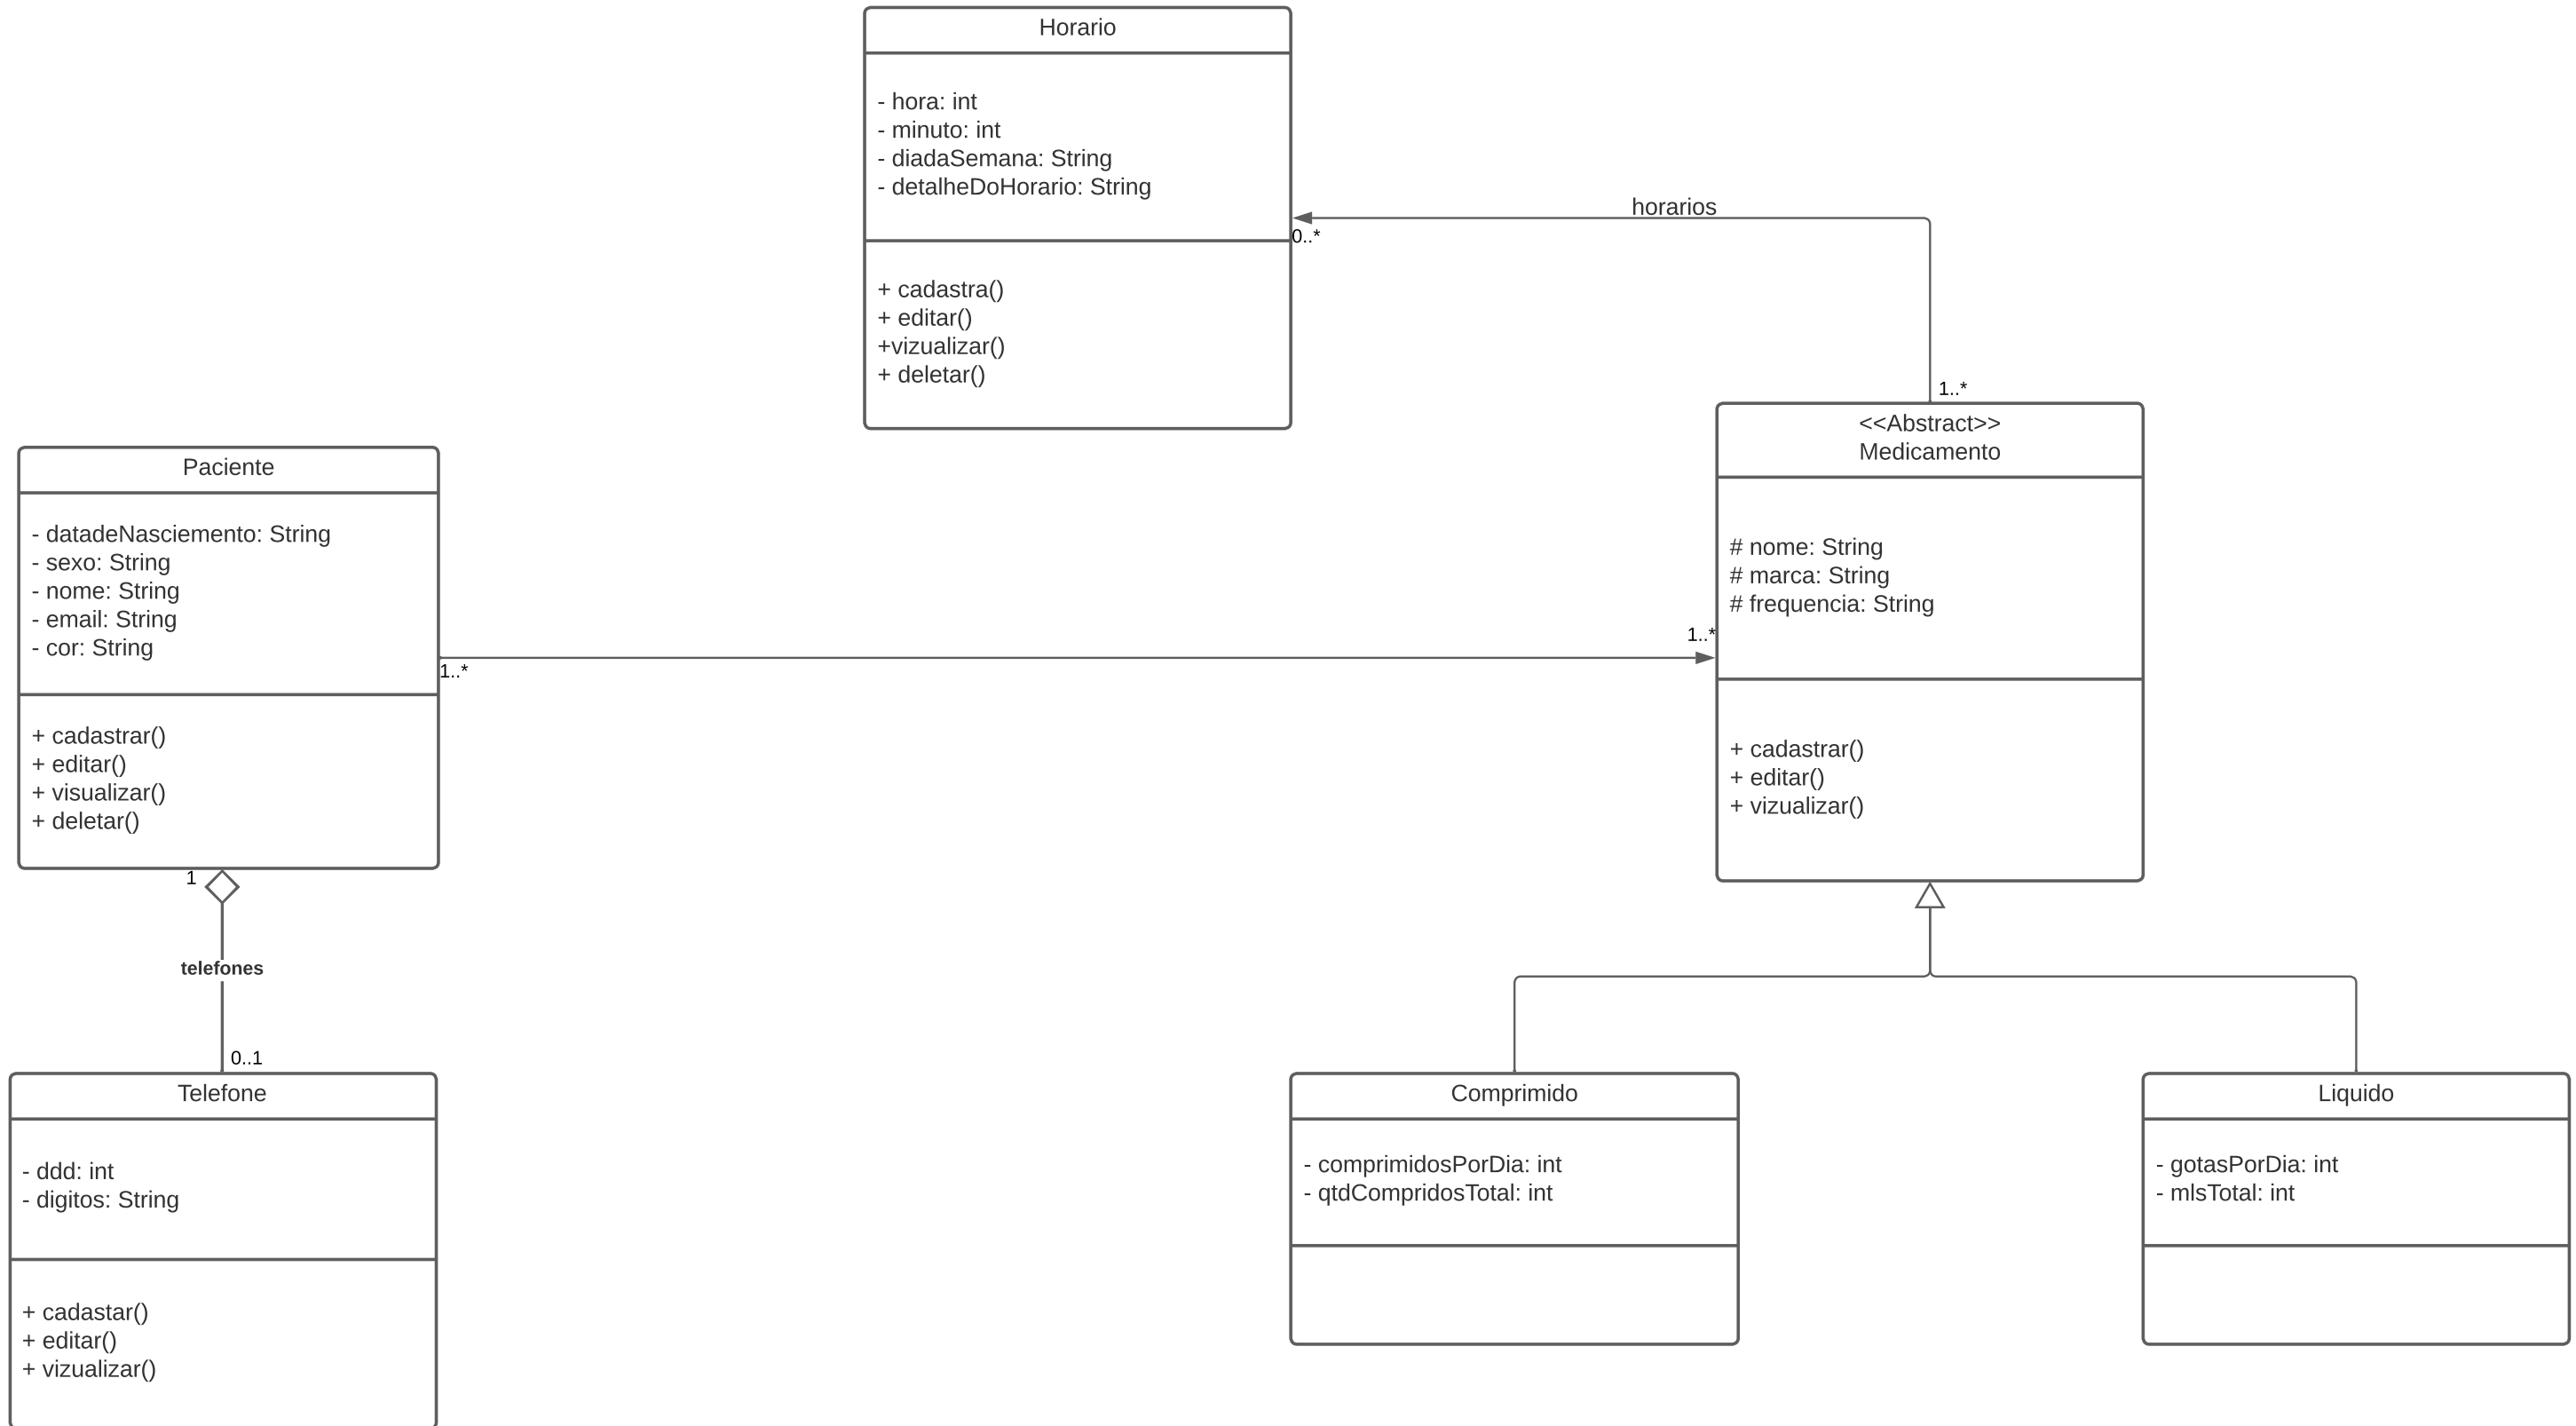 Horario
- hora: int
- minuto: int
- diadaSemana: String
- detalheDoHorario: String
+ cadastra()
+ editar()
+vizualizar()
+ deletar()
horarios
0..*
1..*
<<Abstract>>
Medicamento
# nome: String
# marca: String
# frequencia: String
+ cadastrar()
+ editar()
+ vizualizar()
Paciente
- datadeNasciemento: String
- sexo: String
- nome: String
- email: String
- cor: String
+ cadastrar()
+ editar()
+ visualizar()
+ deletar()
1..*
1..*
1
telefones
0..1
Telefone
- ddd: int
- digitos: String
+ cadastar()
+ editar()
+ vizualizar()
Comprimido
- comprimidosPorDia: int
- qtdCompridosTotal: int
Liquido
- gotasPorDia: int
- mlsTotal: int